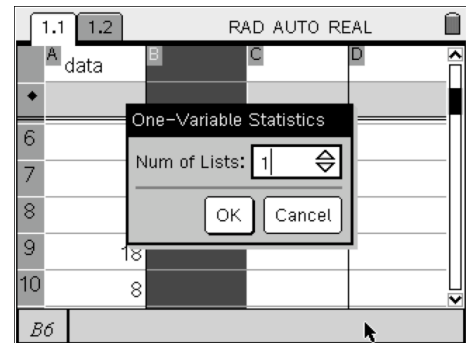 1.1 1.2 RAD AUTO REAL
A data B C D
One-Variable Statistics
6
Num of Lists: 1
7
8
OK Cancel
9 18
10 8
B6